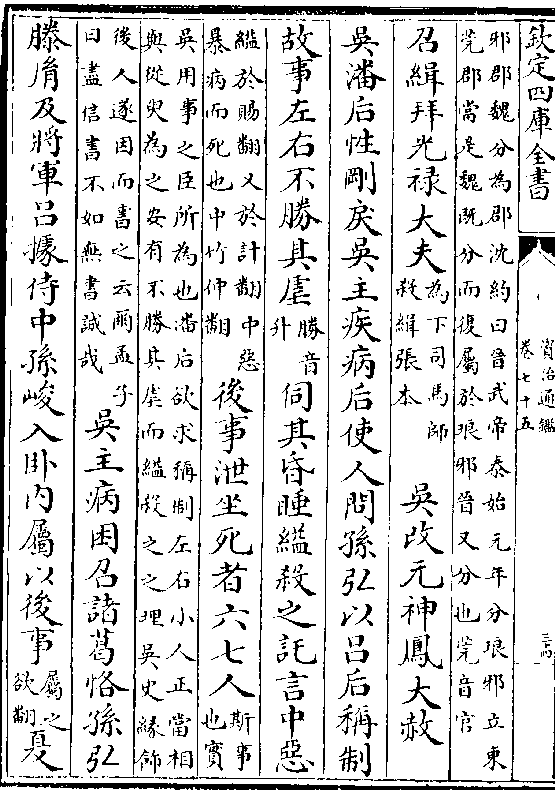 欽定四庫全書
資治通鑑
卷七十五
邪郡魏分為郡沈約曰晉武帝泰始元年分琅邪立東
莞郡當是魏既分而復屬於琅邪晉又分也莞音官
召緝拜光禄大夫 為下司馬師殺緝張本 吳改元神鳳大赦
吳潘后性剛戾吳主疾病后使人問孫弘以呂后稱制
故事左右不勝其虐 勝音升 伺其昏睡縊殺之託言中惡
縊於賜翻又於計翻中惡暴病而死也中竹仲翻 後事泄坐死者六七人 斯事也實
吳用事之臣所為也潘后欲求稱制左右小人正當相
與從臾為之安有不勝其虐而縊殺之之理吳史緣飾
後人遂因而書之云爾孟子曰盡信書不如無書誠哉 吳主病困召諸葛恪孫弘
滕胤及將軍呂據侍中孫峻入卧内屬以後事 屬之欲翻 夏